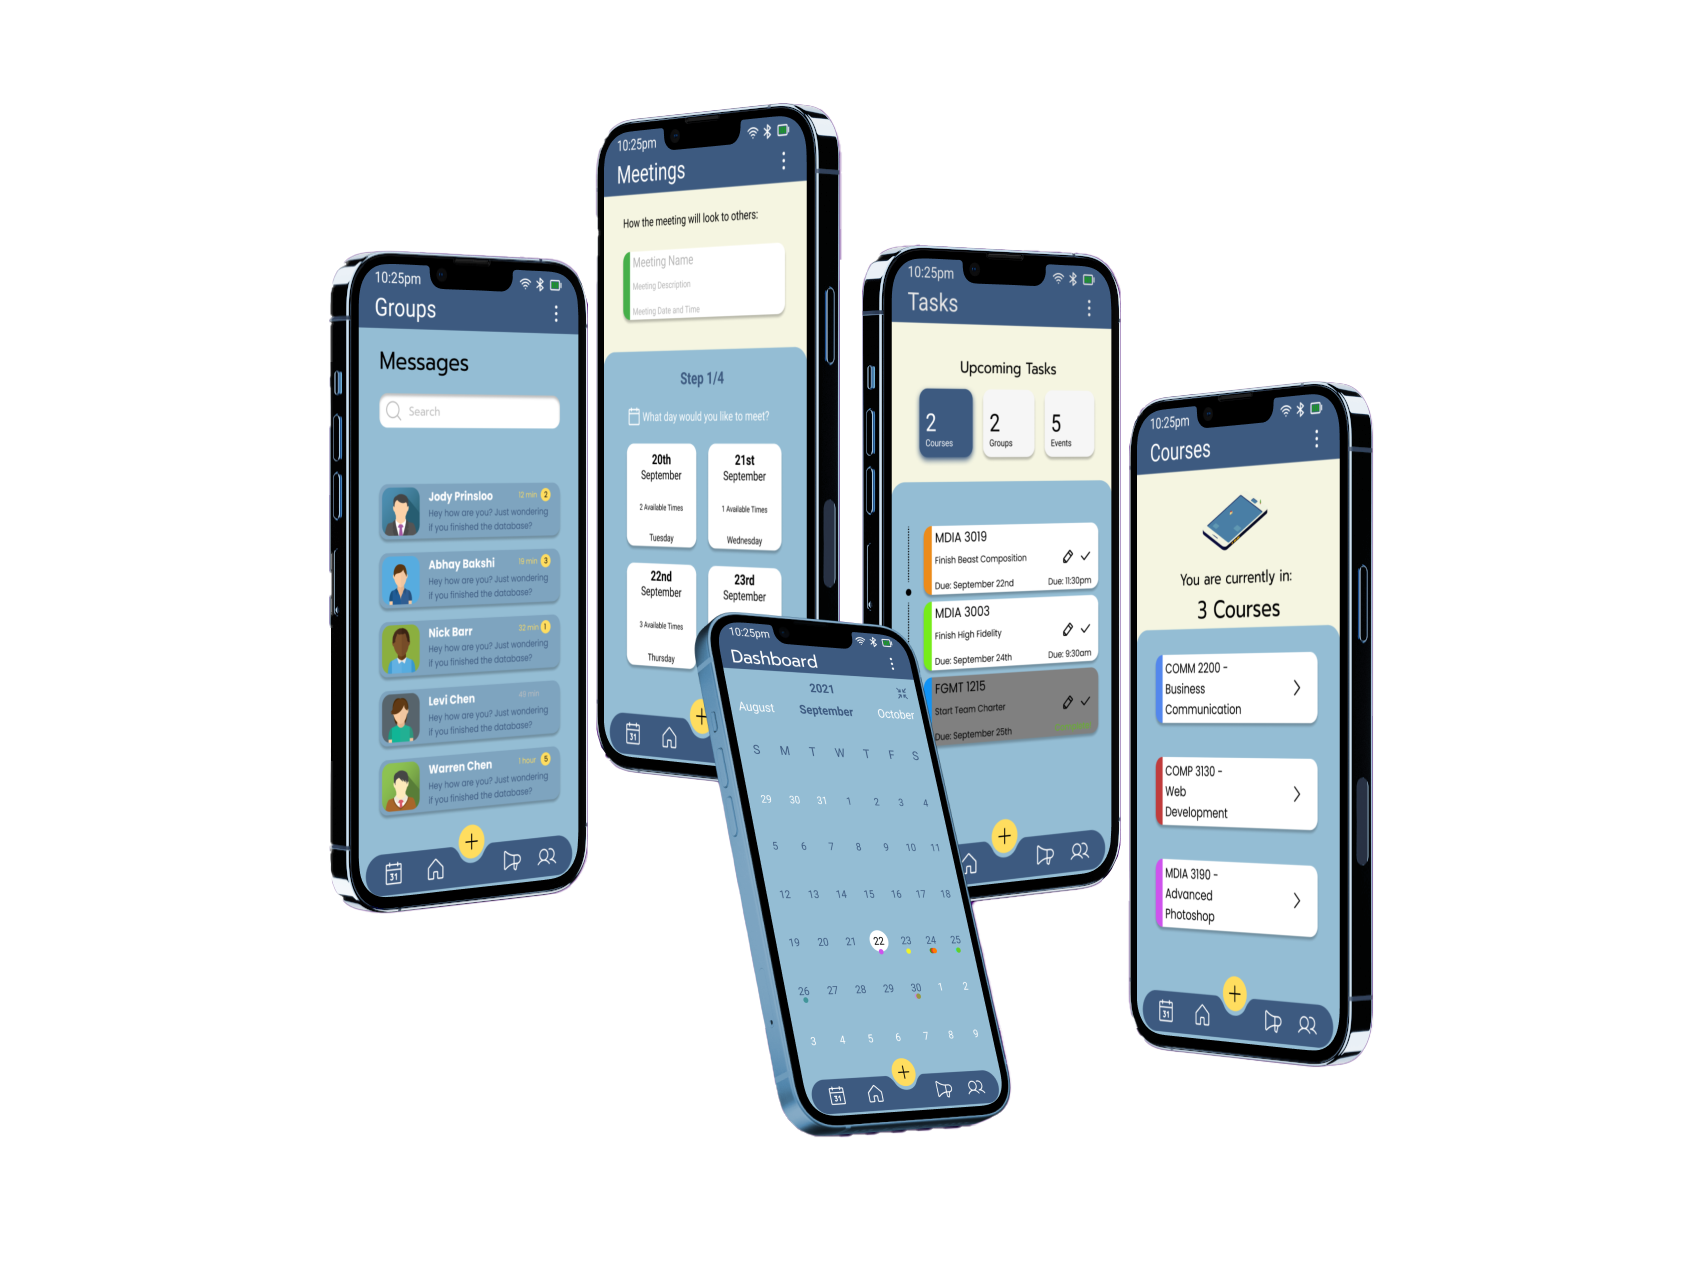 10:25pm
Groups
Messages
Search
Jody Prinsloo
12 min
2
Hey how are you? Just wondering
if you finished the database?
Abhay Bakshi
18 min
3
Hey how are you? Just wondering
if you finished the database?
Nick Barr
32 min
1
Hey how are you? Just wondering
if you finished the database?
Levi Chen
Hey how are you? Just wondering
if you finished the database?
Warren Chen
1 hour
5
Hey how are you? Just wondering
if you finished the database?
31
10:25pm
Meetings
How the meeting will look to others:
Meeting Name
Meeting Description
Meeting Date and Time
Step 1/4
What day would you like to meet?
20th
September
2 Available Times
Tuesday
21st
September
1 Available Times
Wednesday
22nd
September
3 Available Times
Thursday
23rd
September
31
10:25pm
Dashboard
2021
August September October
S M T W T F S
29 30 31 1 2 3 4
5 6 7 8 9 10 11
12 13 14 15 16 17 18
19 20 21 22 23 24 25
26 27 28 29 30 1 2
3 4 5 6 7 8 9
31
10:25pm
Tasks
Upcoming Tasks
2
Courses
2
Groups
5
Events
MDIA 3019
Finish Beast Composition
Due: September 22nd
Due: 11:30pm
MDIA 3003
Finish High Fidelity
Due: September 24th
Due: 9:30am
FGMT 1215
Start Team Charter
Due: September 25th
10:25pm
Courses
You are currently in:
3 Courses
COMM 2200 -
Business
Communication
COMP 3130 -
Web
Development
MDIA 3190 -
Advanced
Photoshop
31